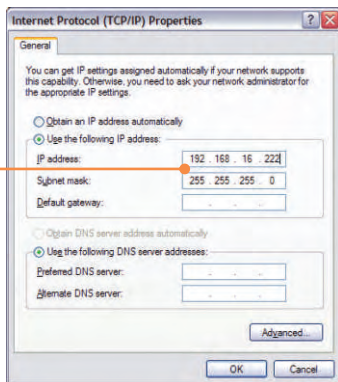 Internet Protocol (TCP/IP) Properties
General
You can get IP settings assigned automatically if your network supports
this capability. Otherwise, you need to ask your network administrator for
the appropriate IP settings.
Obtain an IP address automatically
Use the following IP address:
IP address: 192 . 168 . 16 . 222
Subnet mask: 255 . 255 . 255 . 0
Default gateway: . . .
Obtain DNS server address automatically
Use the following DNS server addresses:
Preferred DNS server: . . .
Alternate DNS server: . . .
Advanced...
OK Cancel